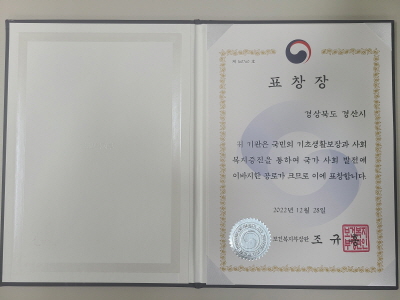 표 창 장
경상북도 경산시
위 기관은 국민의 기초생활보장과 사회
복지증진을 통하여 국가 사회 발전에
이바지한 공로가 크므로 이에 표창합니다.
2022년 12월 28일
보건복지부장관 조 규 홍